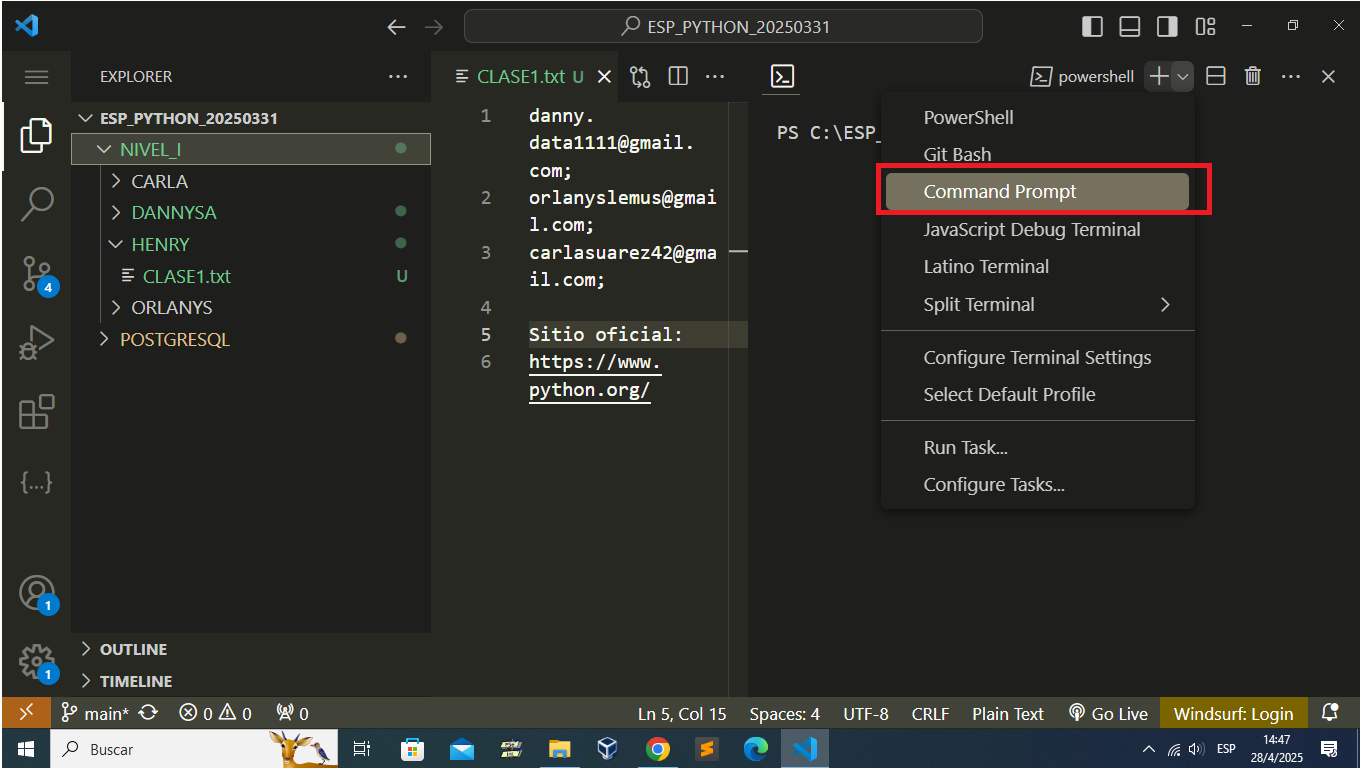 ESP_PYTHON_20250331
EXPLORER
CLASE1.txt U
powershell
ESP_PYTHON_20250331
NIVEL_I
CARLA
DANNYSA
HENRY
CLASE1.txt U
ORLANYS
POSTGRESQL
1 danny.
data1111@gmail.
com;
2 orlanyslemus@gmai
l.com;
3 carlasuarez42@gma
il.com;
4
5 Sitio oficial:
6 https://www.
python.org/
PS C:\ESP_
PowerShell
Git Bash
Command Prompt
JavaScript Debug Terminal
Latino Terminal
Split Terminal
Configure Terminal Settings
Select Default Profile
Run Task...
Configure Tasks...
4
{...}
1
1
OUTLINE
TIMELINE
main* 0 0 0
Ln 5, Col 15 Spaces: 4 UTF-8 CRLF Plain Text Go Live Windsurf: Login
Buscar
ESP
14:47
28/4/2025